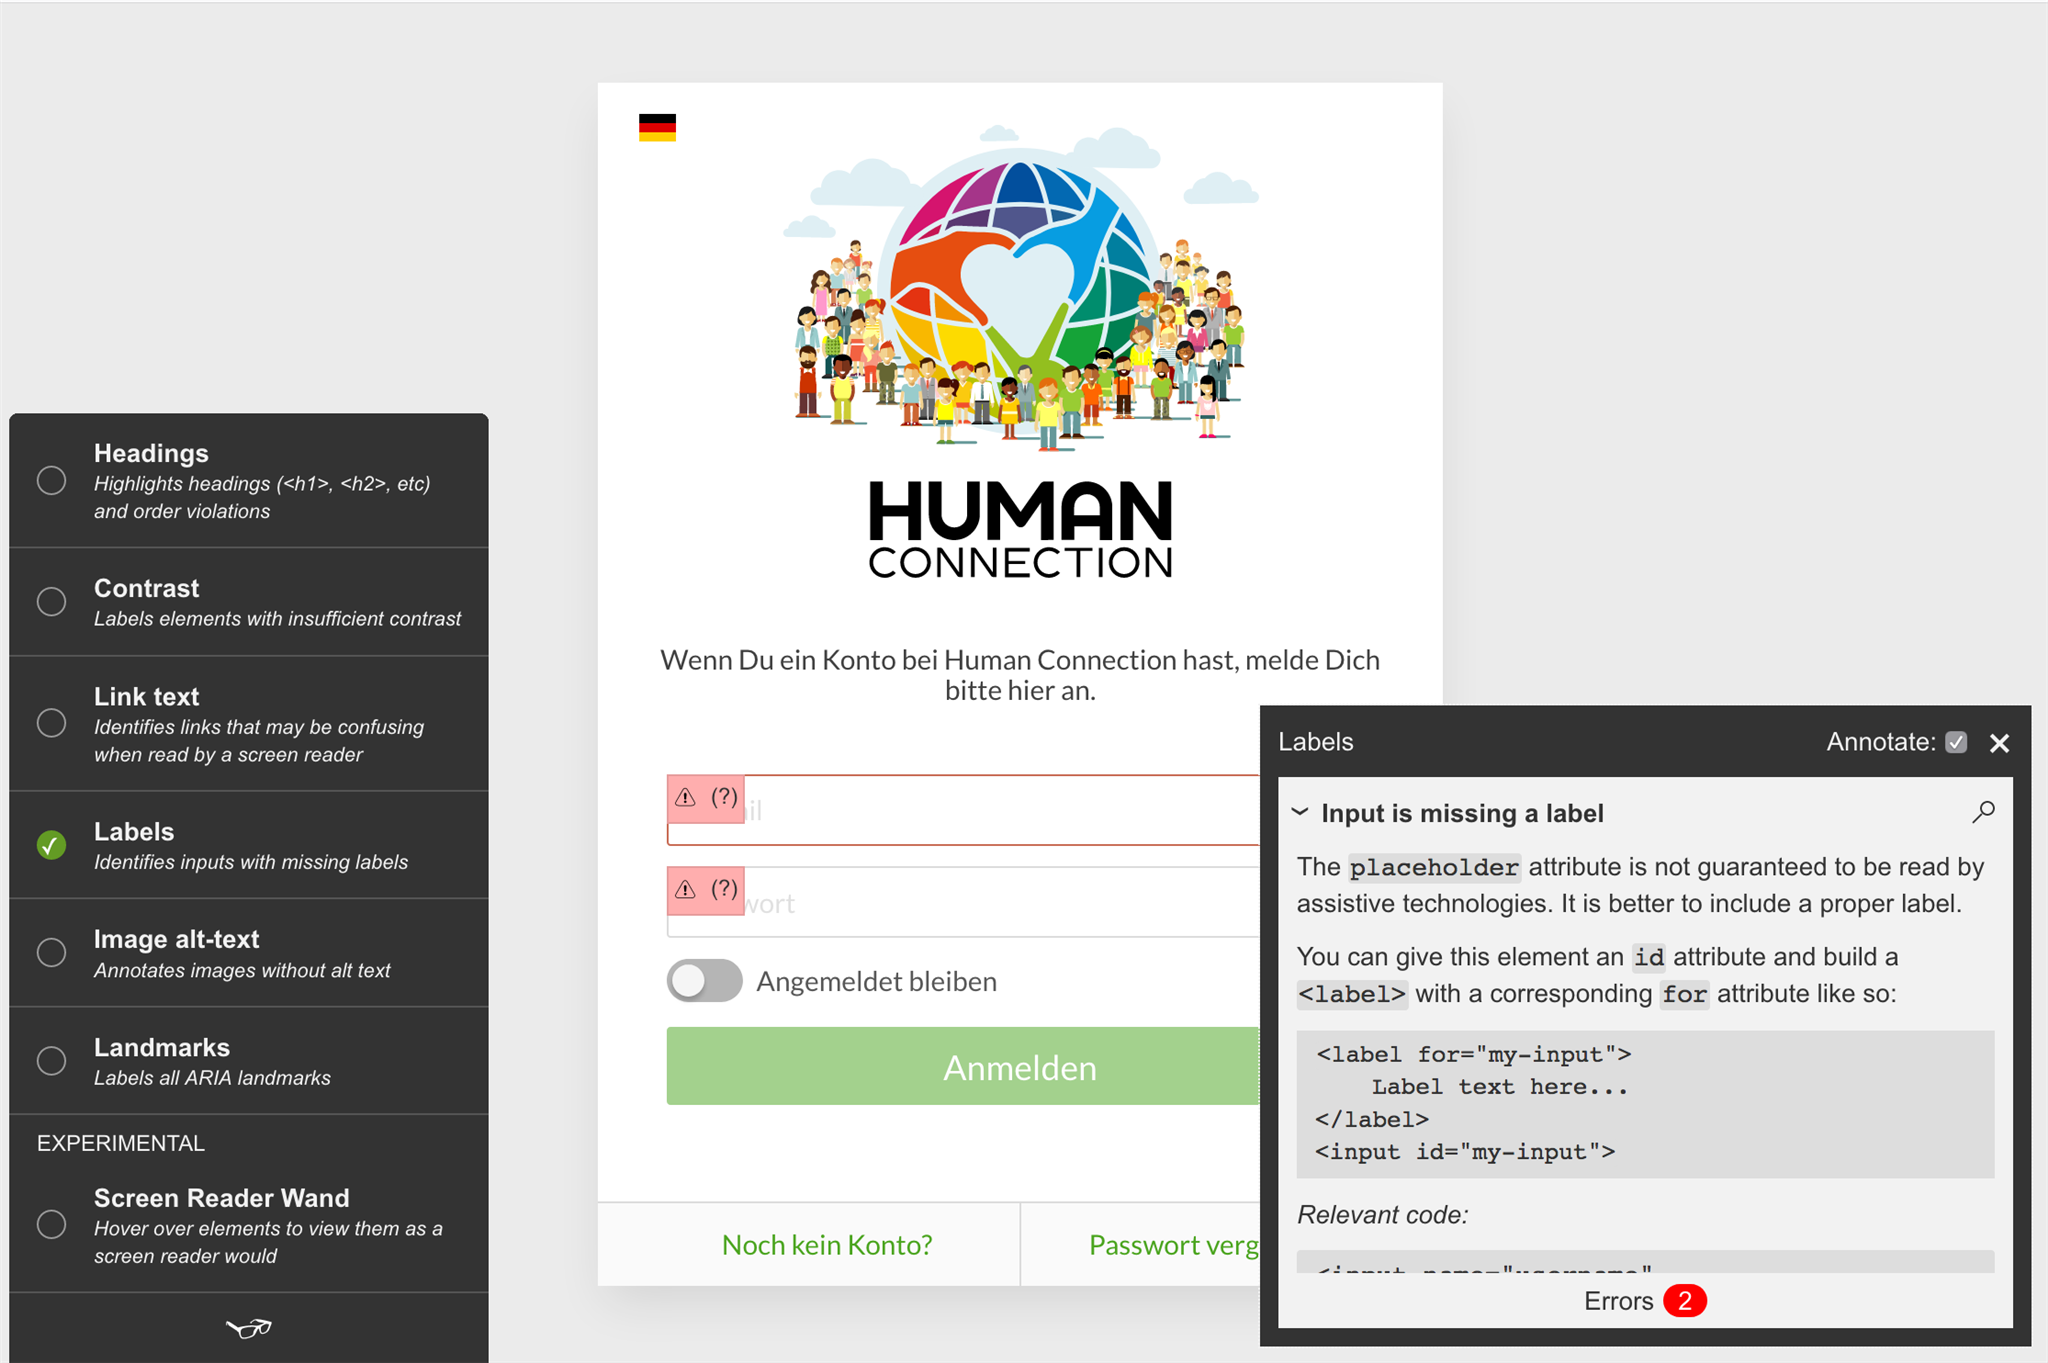 HUMAN
CONNECTION
Wenn Du ein Konto bei Human Connection hast, melde Dich
bitte hier an.
(?)
(?)
Angemeldet bleiben
Anmelden
Noch kein Konto?
Passwort verg
Headings
Highlights headings (<h1>, <h2>, etc)
and order violations
Contrast
Labels elements with insufficient contrast
Link text
Identifies links that may be confusing
when read by a screen reader
Labels
Identifies inputs with missing labels
Image alt-text
Annotates images without alt text
Landmarks
Labels all ARIA landmarks
EXPERIMENTAL
Screen Reader Wand
Hover over elements to view them as a
screen reader would
Labels
Annotate:
Input is missing a label
The placeholder attribute is not guaranteed to be read by
assistive technologies. It is better to include a proper label.
You can give this element an id attribute and build a
<label> with a corresponding for attribute like so:
<label for="my-input">
Label text here...
</label>
<input id="my-input">
Relevant code:
<input name="username"
Errors 2